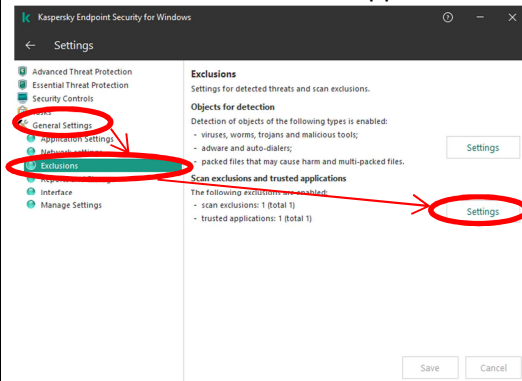 Kaspersky Endpoint Security for Windows
Settings
Advanced Threat Protection
Essential Threat Protection
Security Controls
Tasks
General Settings
Application Settings
Network settings
Exclusions
Interface
Manage Settings
Exclusions
Settings for detected threats and scan exclusions.
Objects for detection
Detection of objects of the following types is enabled:
- viruses, worms, trojans and malicious tools;
- adware and auto-dialers;
- packed files that may cause harm and multi-packed files.
Settings
Scan exclusions and trusted applications
The following exclusions are enabled:
- scan exclusions: 1 (total 1)
- trusted applications: 1 (total 1)
Settings
Save
Cancel